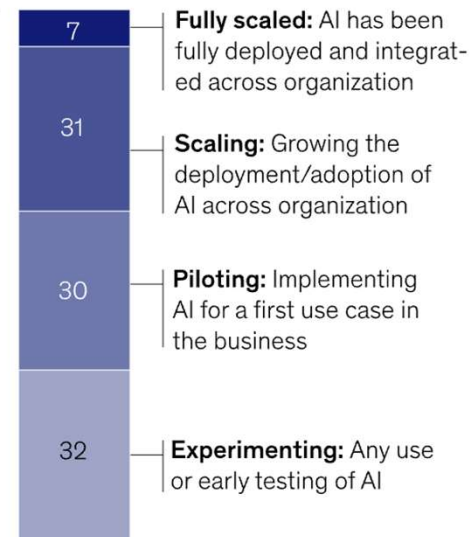 7
Fully scaled: AI has been
fully deployed and integrat-
ed across organization
31
Scaling: Growing the
deployment/adoption of
AI across organization
30
Piloting: Implementing
AI for a first use case in
the business
32
Experimenting: Any use
or early testing of AI